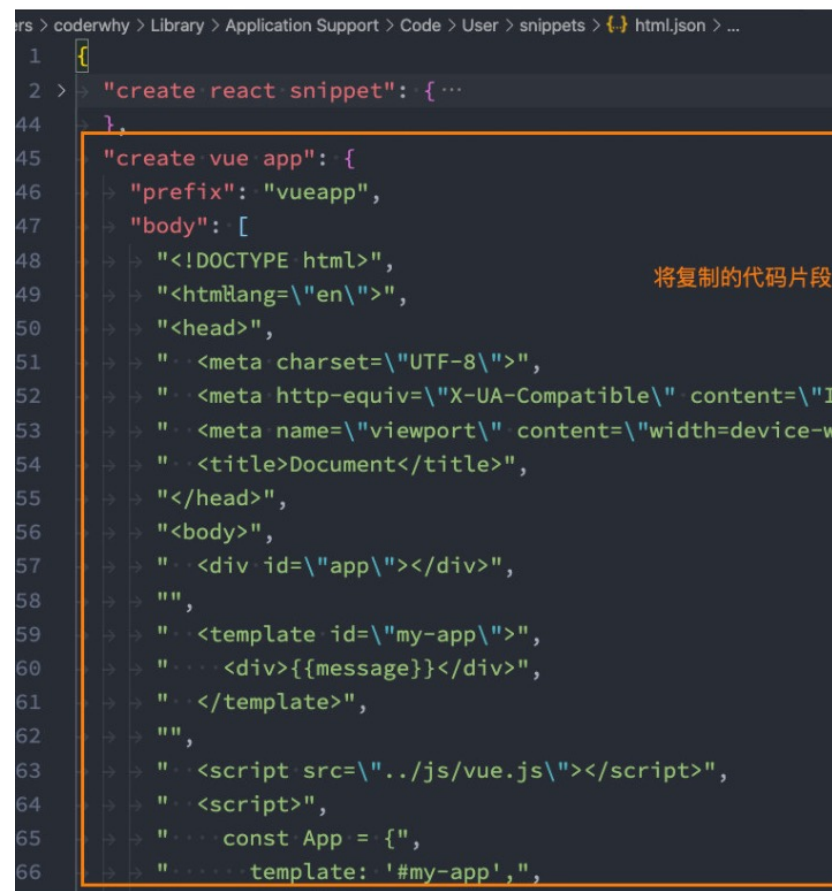 ers > coderwhy > Library > Application Support > Code > User > snippets > {..} html.json > ...
1 {
2 > "create react snippet": { ...
44 },
45 "create vue app": {
46 "prefix": "vueapp",
47 "body": [
48 "<!DOCTYPE html>",
将复制的代码片段
49 "<html lang=\"en\">",
50 "<head>",
51 "  <meta charset=\"UTF-8\">",
52 "  <meta http-equiv=\"X-UA-Compatible\" content=\"I
53 "  <meta name=\"viewport\" content=\"width=device-w
54 "  <title>Document</title>",
55 "</head>",
56 "<body>",
57 "  <div id=\"app\"></div>",
58 "",
59 "  <template id=\"my-app\">",
60 "    <div>{{message}}</div>",
61 "  </template>",
62 "",
63 "  <script src=\"../js/vue.js\"></script>",
64 "  <script>",
65 "    const App = {",
66 "      template: '#my-app',",